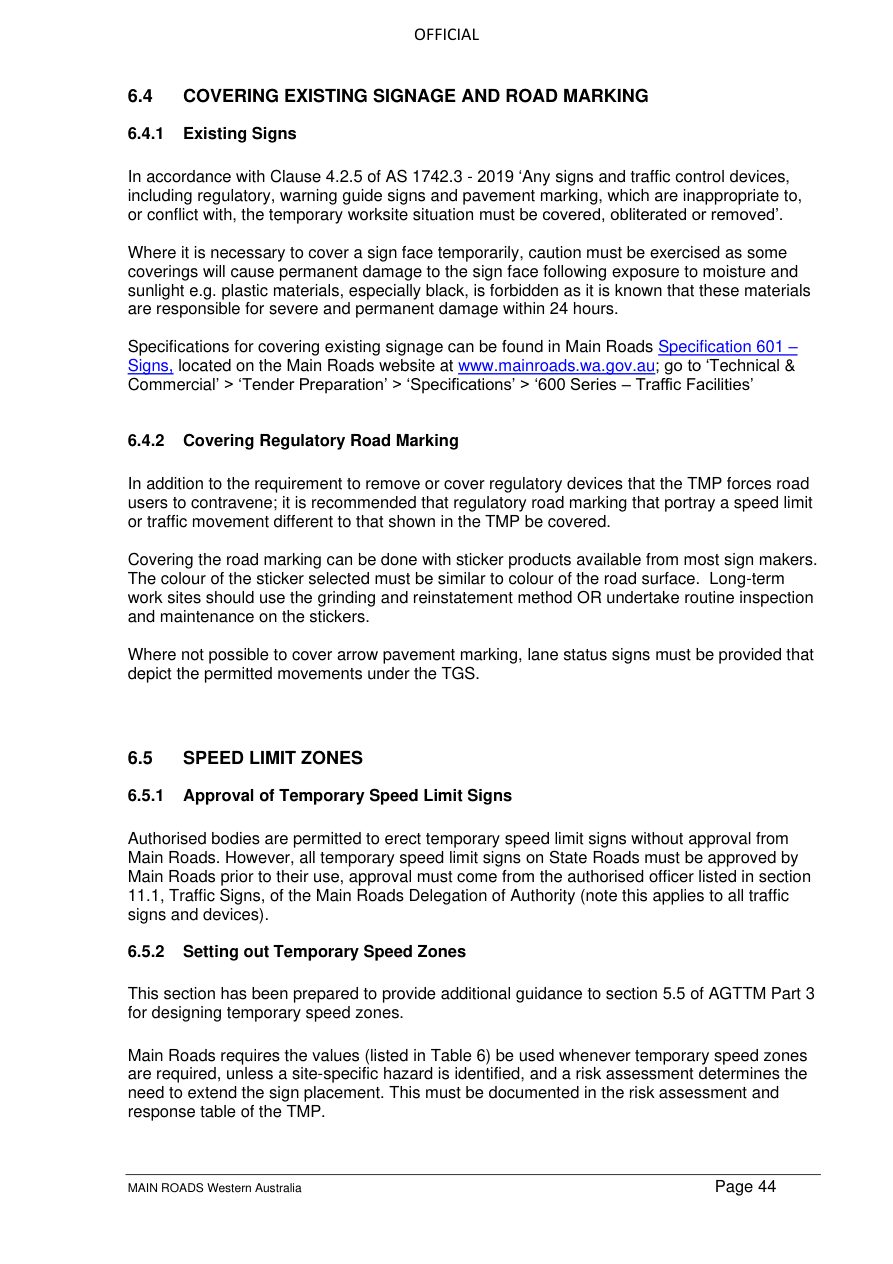 OFFICIAL
6.4 COVERING EXISTING SIGNAGE AND ROAD MARKING
6.4.1 Existing Signs
In accordance with Clause 4.2.5 of AS 1742.3 - 2019 ‘Any signs and traffic control devices,
including regulatory, warning guide signs and pavement marking, which are inappropriate to,
or conflict with, the temporary worksite situation must be covered, obliterated or removed’.
Where it is necessary to cover a sign face temporarily, caution must be exercised as some
coverings will cause permanent damage to the sign face following exposure to moisture and
sunlight e.g. plastic materials, especially black, is forbidden as it is known that these materials
are responsible for severe and permanent damage within 24 hours.
Specifications for covering existing signage can be found in Main Roads Specification 601 –
Signs, located on the Main Roads website at www.mainroads.wa.gov.au; go to ‘Technical &
Commercial’ > ‘Tender Preparation’ > ‘Specifications’ > ‘600 Series – Traffic Facilities’
6.4.2 Covering Regulatory Road Marking
In addition to the requirement to remove or cover regulatory devices that the TMP forces road
users to contravene; it is recommended that regulatory road marking that portray a speed limit
or traffic movement different to that shown in the TMP be covered.
Covering the road marking can be done with sticker products available from most sign makers.
The colour of the sticker selected must be similar to colour of the road surface.  Long-term
work sites should use the grinding and reinstatement method OR undertake routine inspection
and maintenance on the stickers.
Where not possible to cover arrow pavement marking, lane status signs must be provided that
depict the permitted movements under the TGS.
6.5 SPEED LIMIT ZONES
6.5.1 Approval of Temporary Speed Limit Signs
Authorised bodies are permitted to erect temporary speed limit signs without approval from
Main Roads. However, all temporary speed limit signs on State Roads must be approved by
Main Roads prior to their use, approval must come from the authorised officer listed in section
11.1, Traffic Signs, of the Main Roads Delegation of Authority (note this applies to all traffic
signs and devices).
6.5.2 Setting out Temporary Speed Zones
This section has been prepared to provide additional guidance to section 5.5 of AGTTM Part 3
for designing temporary speed zones.
Main Roads requires the values (listed in Table 6) be used whenever temporary speed zones
are required, unless a site-specific hazard is identified, and a risk assessment determines the
need to extend the sign placement. This must be documented in the risk assessment and
response table of the TMP.
MAIN ROADS Western Australia Page 44